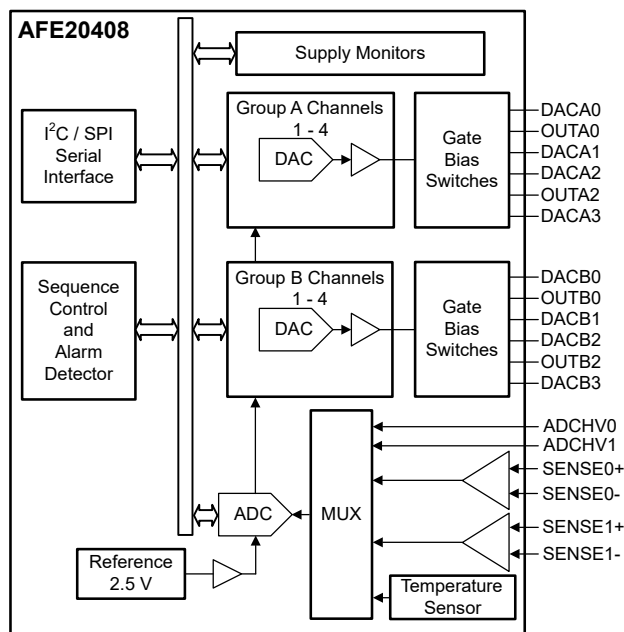 AFE20408
Supply Monitors
I²C / SPI
Serial
Interface
Group A Channels
1 - 4
DAC
Gate
Bias
Switches
DACA0
OUTA0
DACA1
DACA2
OUTA2
DACA3
Sequence
Control
and
Alarm
Detector
Group B Channels
1 - 4
DAC
Gate
Bias
Switches
DACB0
OUTB0
DACB1
DACB2
OUTB2
DACB3
ADCHV0
ADCHV1
SENSE0+
SENSE0-
SENSE1+
SENSE1-
ADC
MUX
Reference
2.5 V
Temperature
Sensor